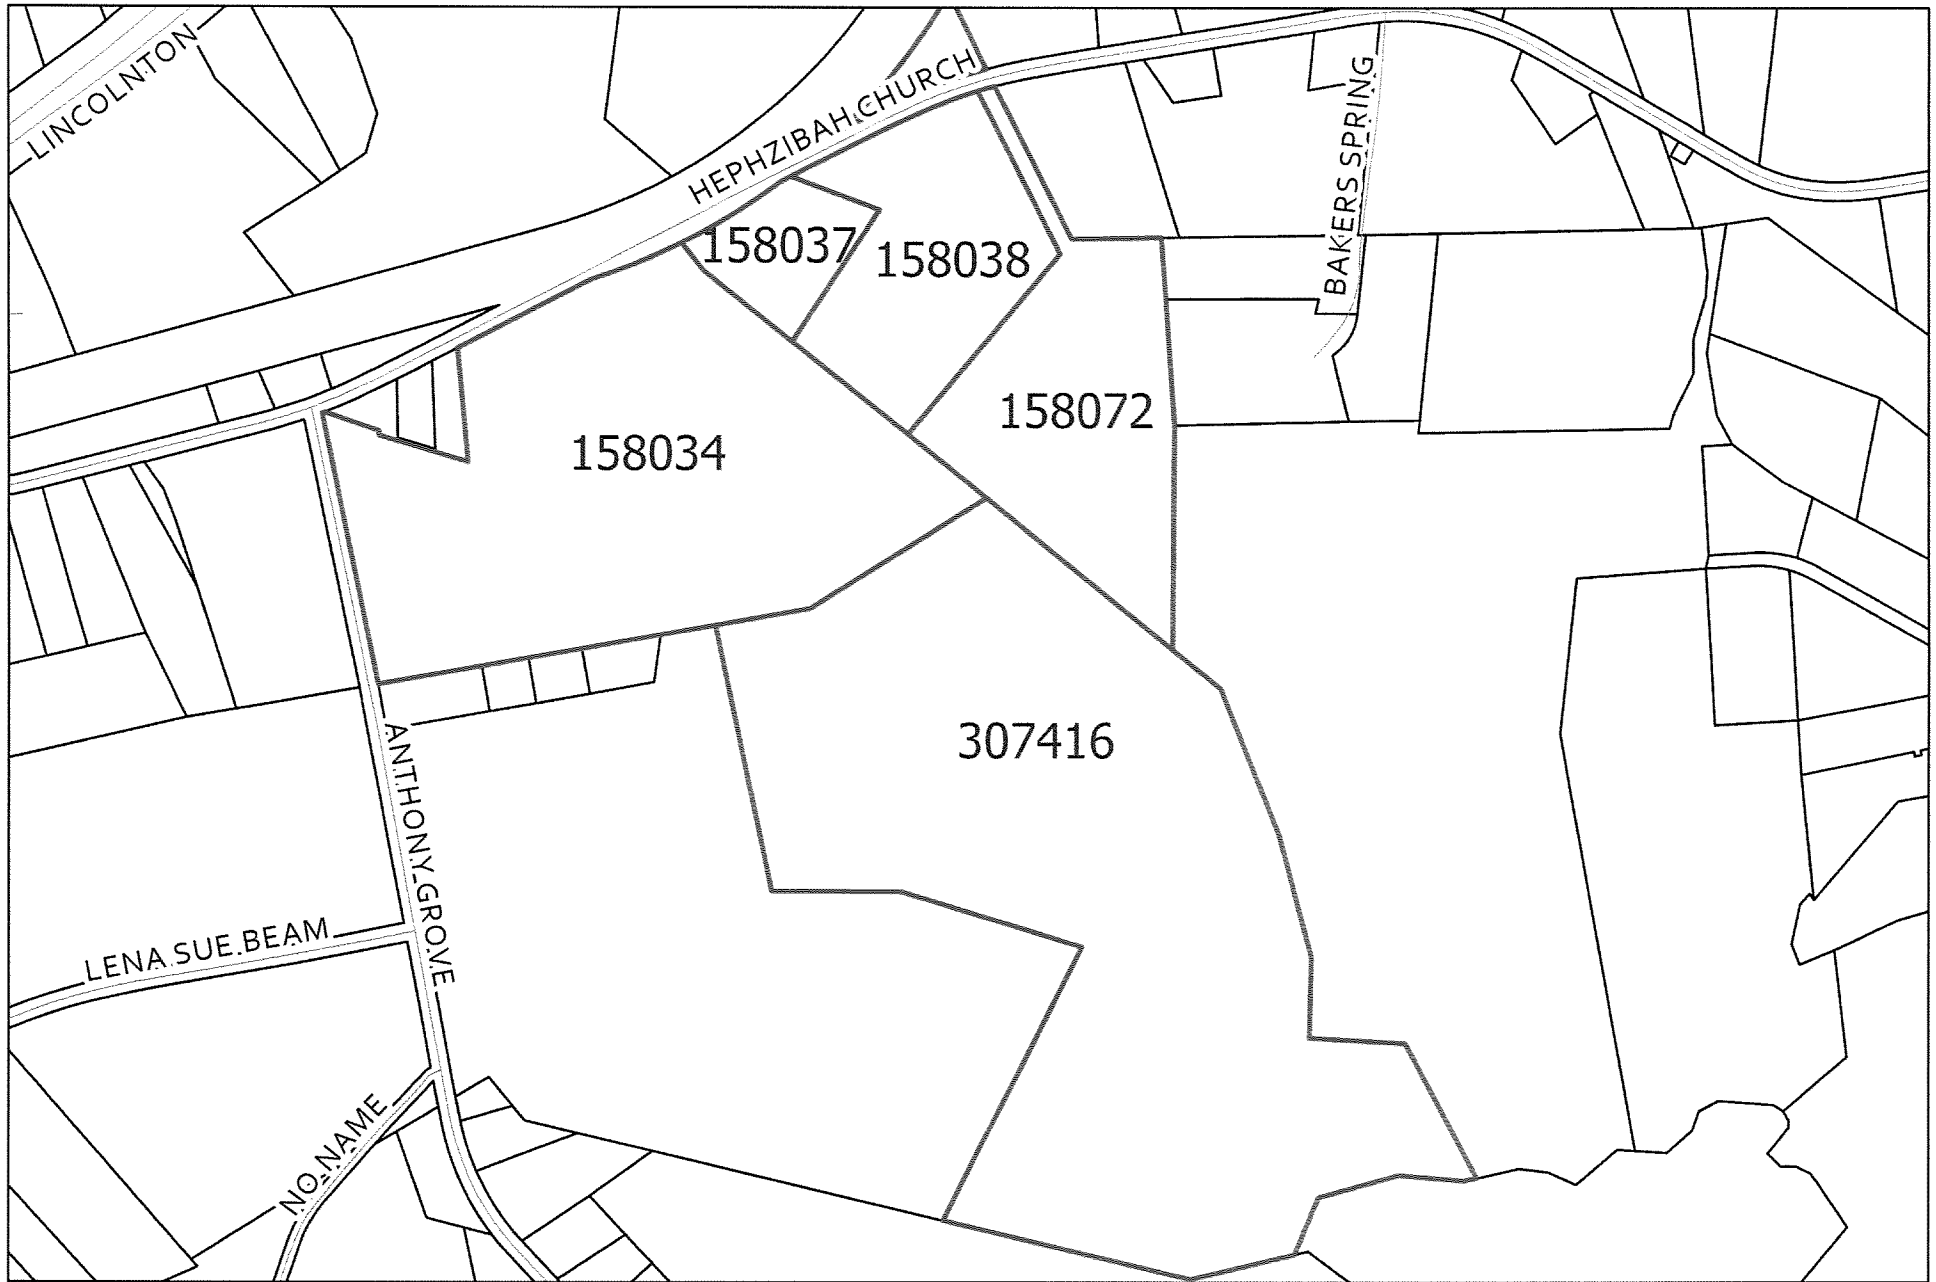 LINCOLNTON
HEPHZIBAH CHURCH
BAKERS SPRING
158037
158038
158072
158034
307416
ANTHONY GROVE
LENA SUE BEAM
NO NAME